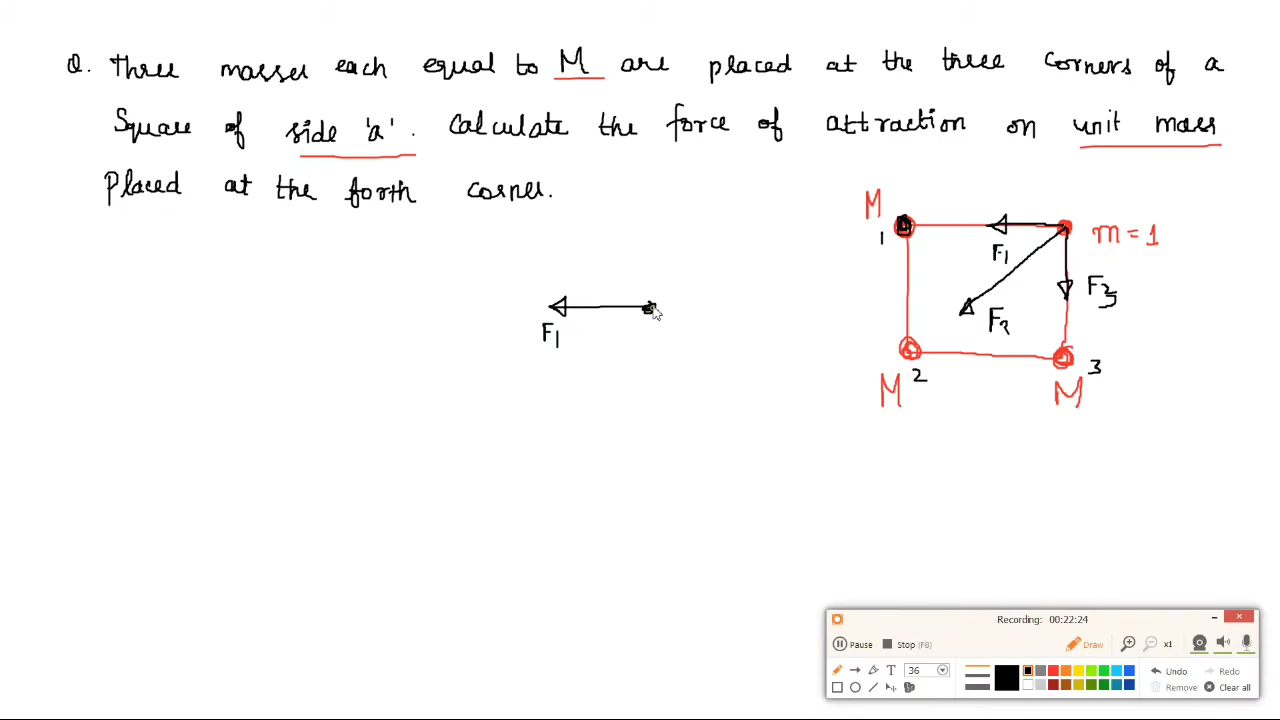 Q. Three masses each equal to M are placed at the three corners of a
Square of side 'a'. Calculate the force of attraction on unit mass
Placed at the forth corner.
M
1
m = 1
F1
F3
F2
F1
M 2
3
M
Recording: 00:22:24
Pause Stop (F8) Draw x1
T 36 Undo Redo
Remove Clear all